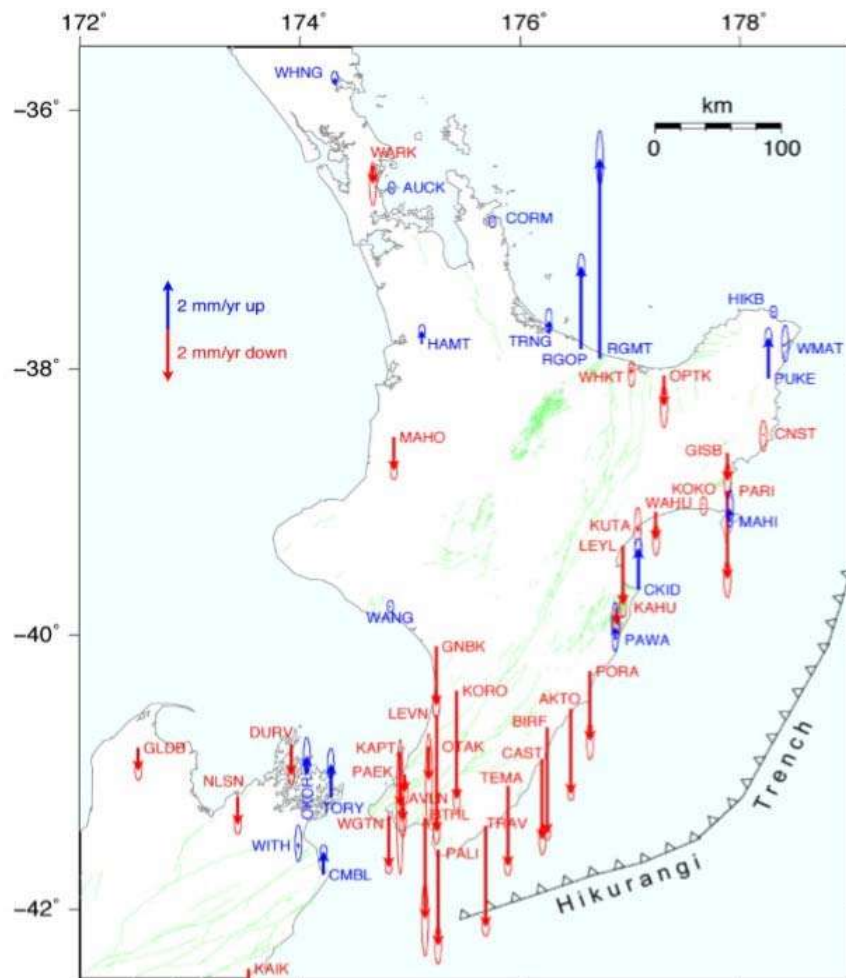 172° 174° 176° 178°
WHNG
-36°
km
0 100
WARK
AUCK
CORM
2 mm/yr up
2 mm/yr down
HIKB
TRNG
HAMT
RGOP
RGMT
WMAT
-38°
WHKT
OPTK
PUKE
MAHO
CNST
GISB
KOKO
PARI
WAHU
KUTA
MAHI
LEYL
CKID
WANG
KAHU
-40°
PAWA
GNBK
PORA
KORO
AKTO
LEVN
BIRF
DURV
GLDB
KAPT
OTAK
CAST
PAEK
TEMA
NLSN
OKOR
TORY
AVLN
BTHL
WGTN
TRAV
WITH
PALI
CMBL
Hikurangi Trench
-42°
KAIK